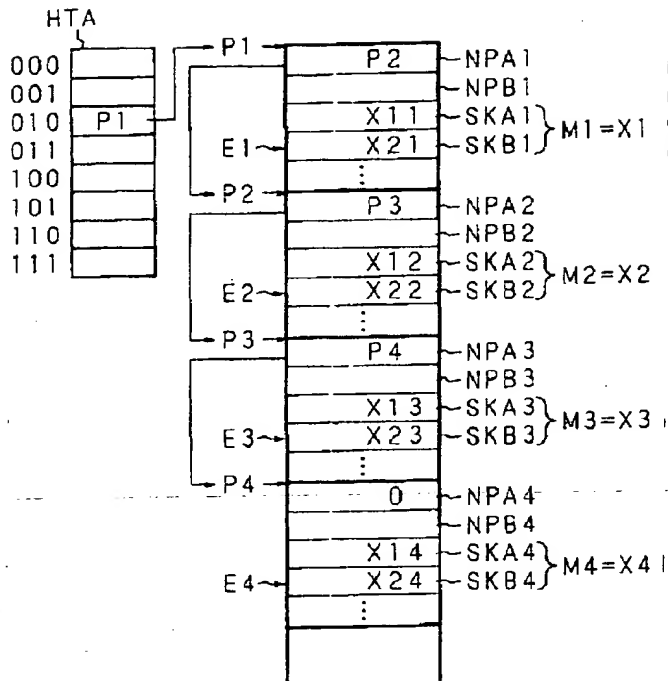 HTA
000
001
010 P1
011
100
101
110
111
P1 P2 NPA1
NPB1
X11 SKA1
E1 X21 SKB1 M1=X1
⋮
P2 P3 NPA2
NPB2
X12 SKA2
E2 X22 SKB2 M2=X2
⋮
P3 P4 NPA3
NPB3
X13 SKA3
E3 X23 SKB3 M3=X3
⋮
P4 0 NPA4
NPB4
X14 SKA4
E4 X24 SKB4 M4=X4
⋮